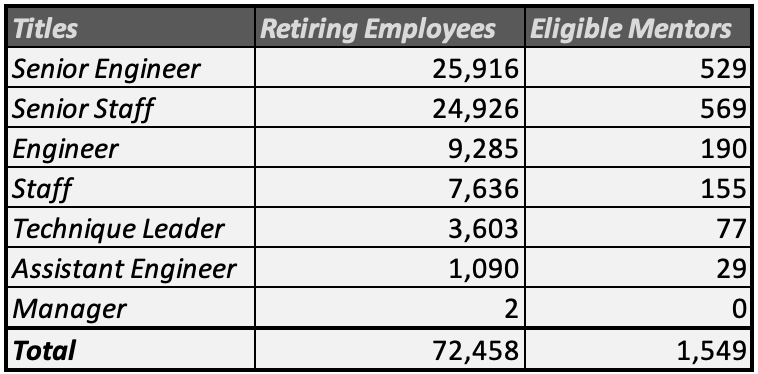 Titles Retiring Employees Eligible Mentors
Senior Engineer 25,916 529
Senior Staff 24,926 569
Engineer 9,285 190
Staff 7,636 155
Technique Leader 3,603 77
Assistant Engineer 1,090 29
Manager 2 0
Total 72,458 1,549